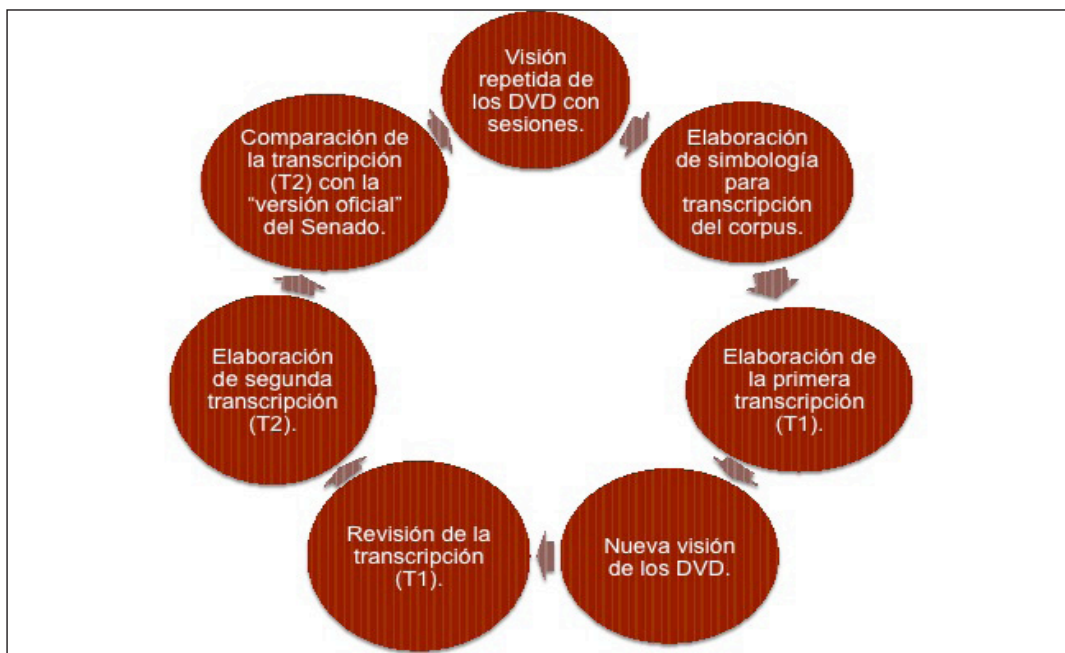 Visión
repetida de
los DVD con
sesiones.
Elaboración
de simbología
para
transcripción
del corpus.
Elaboración de
la primera
transcripción
(T1).
Nueva visión
de los DVD.
Revisión de la
transcripción
(T1).
Elaboración
de segunda
transcripción
(T2).
Comparación de
la transcripción
(T2) con la
“versión oficial”
del Senado.